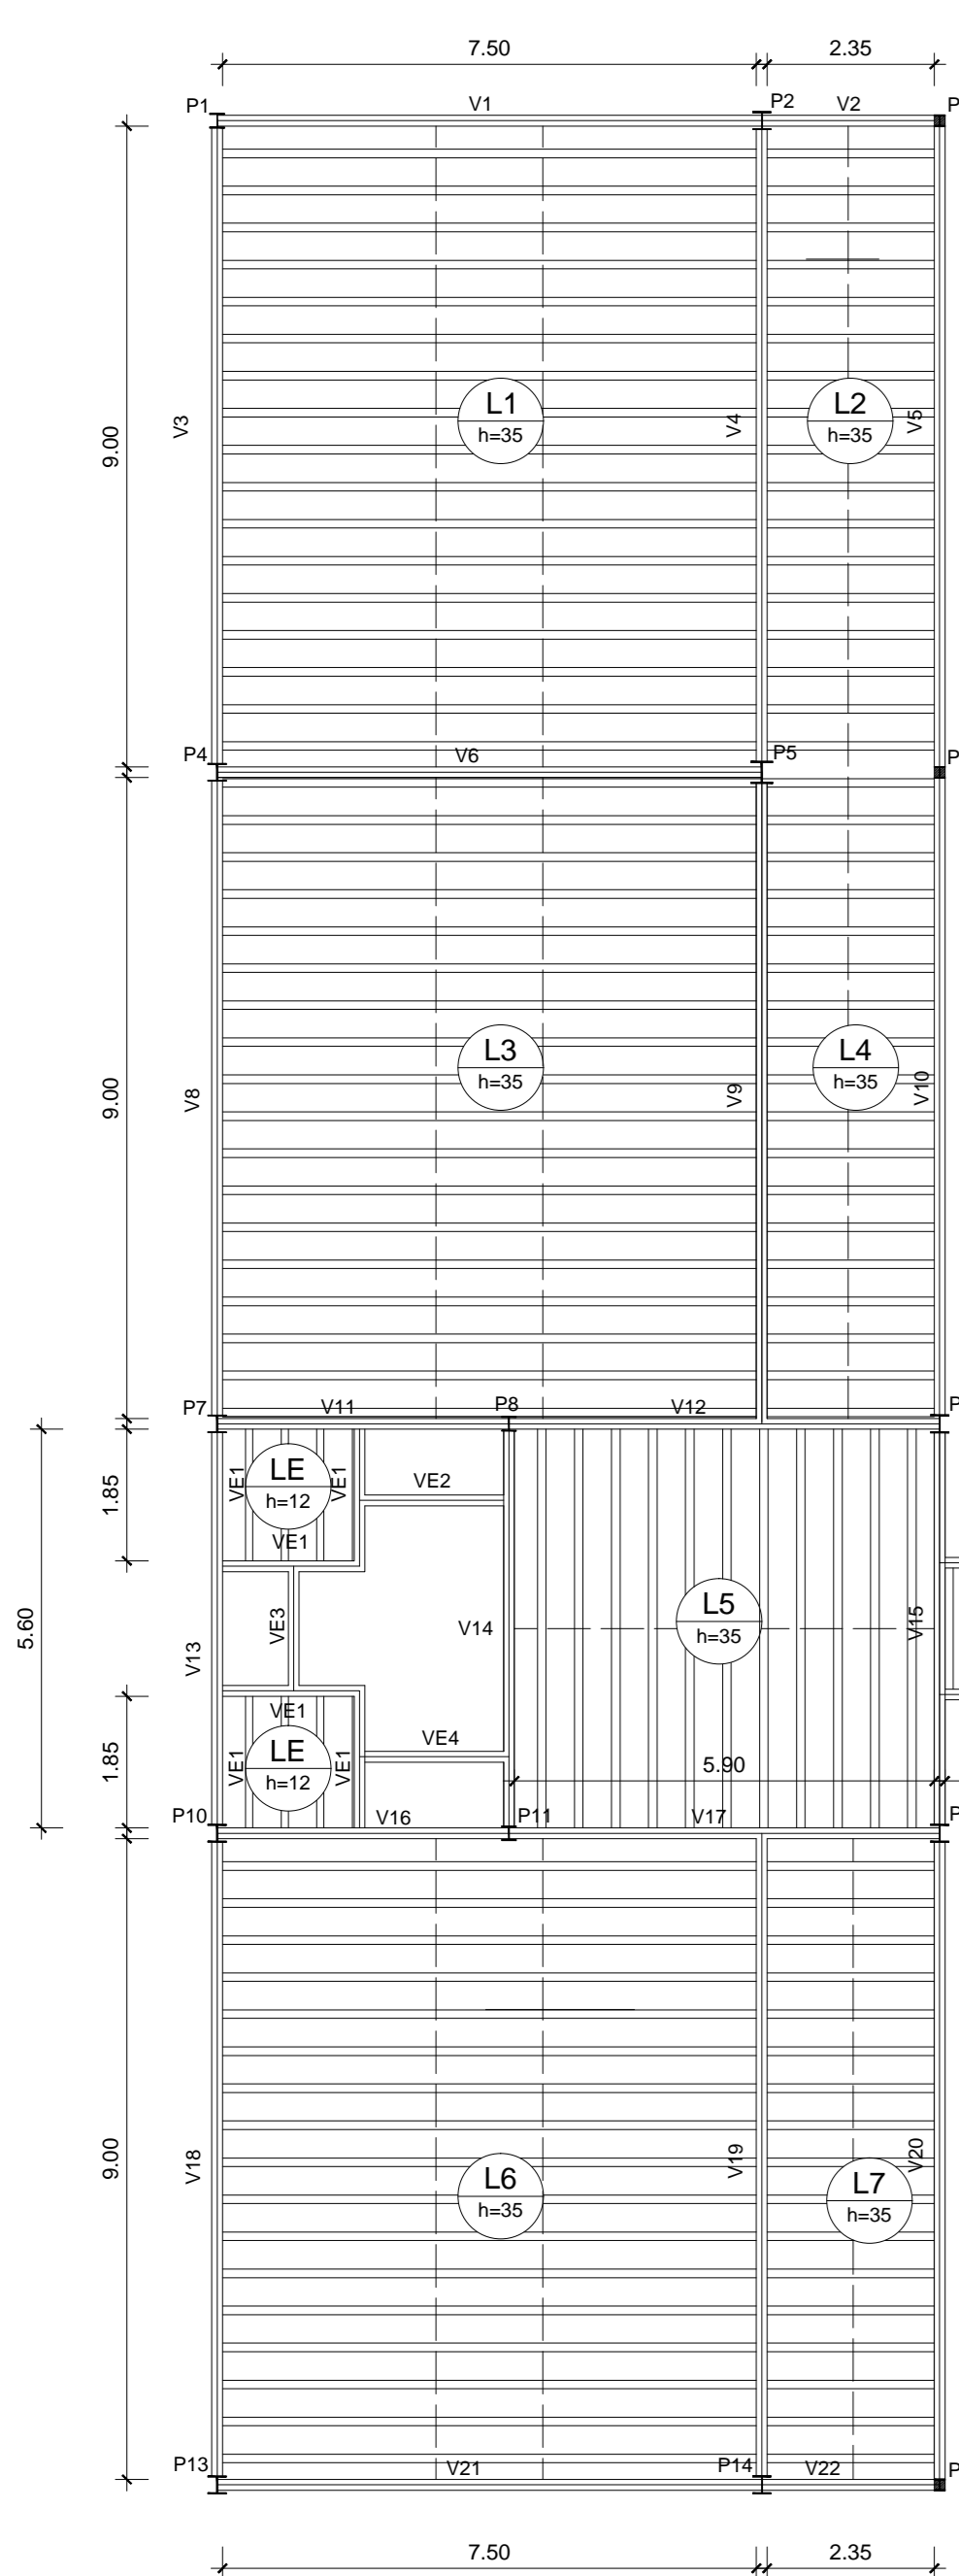 7.50 2.35
P1 V1 P2 V2 P
9.00 V3 L1 V4 L2 V5
h=35 h=35
P4 V6 P5 P
9.00 V8 L3 V9 L4 V10
h=35 h=35
P7 V11 P8 V12 P
1.85 VE1 LE VE1 VE2
h=12
VE1
5.60 V13 VE3 V14 L5 V15
h=35
VE1 VE4
1.85 VE1 LE VE1 5.90
h=12
P10 V16 P11 V17 P
9.00 V18 L6 V19 L7 V20
h=35 h=35
P13 V21 P14 V22 P
7.50 2.35